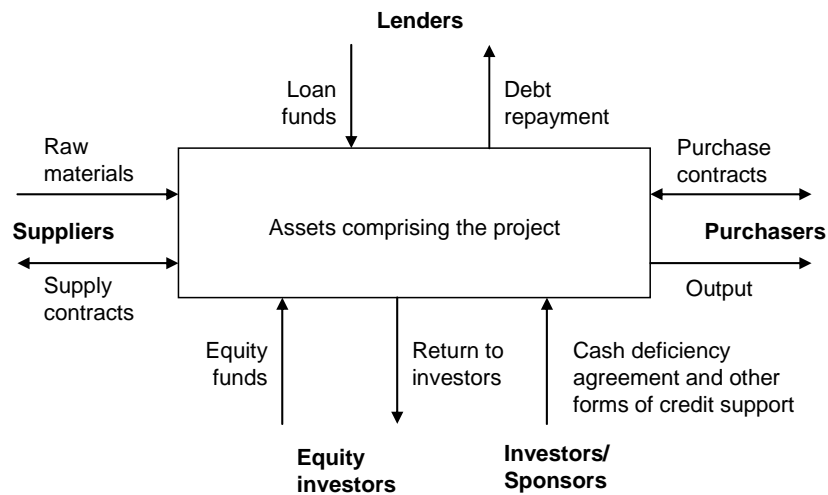 Lenders
Loan
funds
Debt
repayment
Raw
materials
Purchase
contracts
Suppliers
Assets comprising the project
Purchasers
Supply
contracts
Output
Equity
funds
Return to
investors
Cash deficiency
agreement and other
forms of credit support
Equity
investors
Investors/
Sponsors